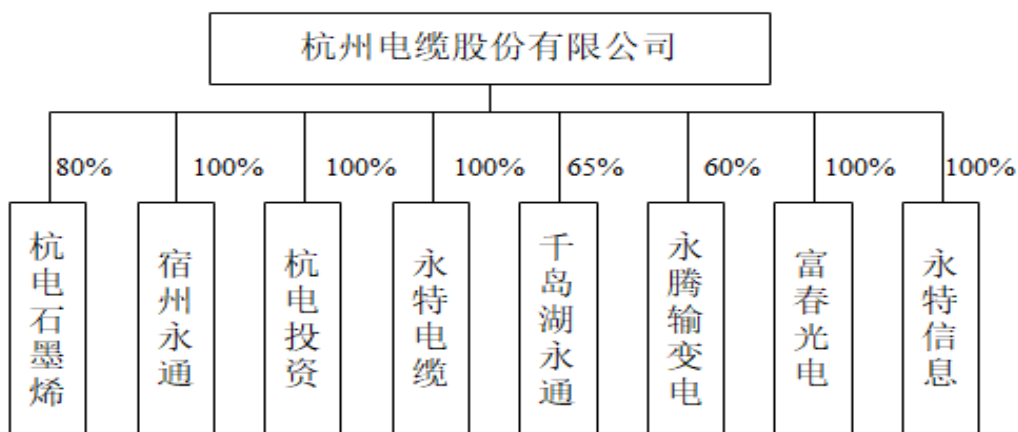 杭州电缆股份有限公司
80%
100%
100%
100%
65%
60%
100%
100%
杭电石墨烯
宿州永通
杭电投资
永特电缆
千岛湖永通
永腾输变电
富春光电
永特信息